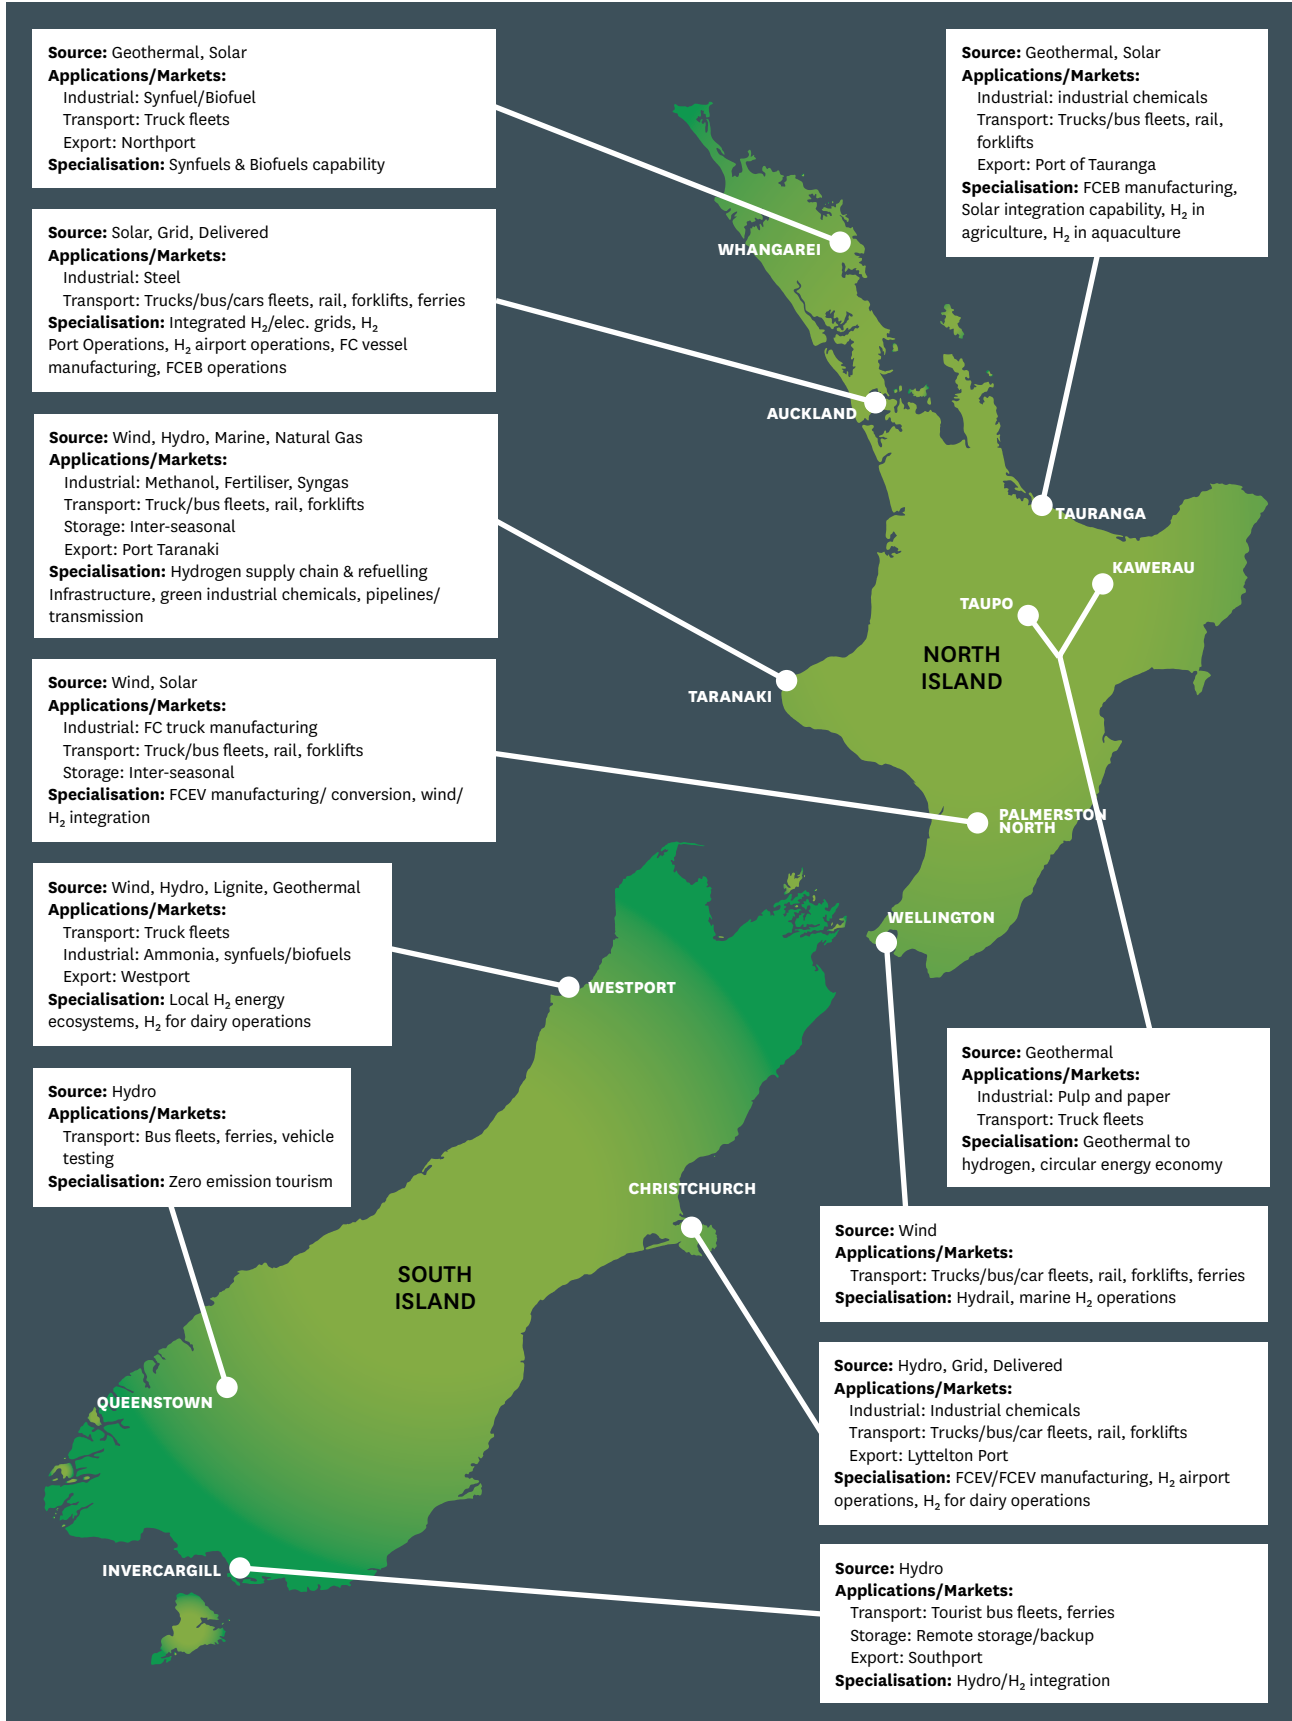 Source: Geothermal, Solar
Applications/Markets:
Industrial: Synfuel/Biofuel
Transport: Truck fleets
Export: Northport
Specialisation: Synfuels & Biofuels capability
Source: Geothermal, Solar
Applications/Markets:
Industrial: industrial chemicals
Transport: Trucks/bus fleets, rail,
forklifts
Export: Port of Tauranga
Specialisation: FCEB manufacturing,
Solar integration capability, H₂ in
agriculture, H₂ in aquaculture
Source: Solar, Grid, Delivered
Applications/Markets:
Industrial: Steel
Transport: Trucks/bus/cars fleets, rail, forklifts, ferries
Specialisation: Integrated H₂/elec. grids, H₂
Port Operations, H₂ airport operations, FC vessel
manufacturing, FCEB operations
WHANGAREI
AUCKLAND
Source: Wind, Hydro, Marine, Natural Gas
Applications/Markets:
Industrial: Methanol, Fertiliser, Syngas
Transport: Truck/bus fleets, rail, forklifts
Storage: Inter-seasonal
Export: Port Taranaki
Specialisation: Hydrogen supply chain & refuelling
Infrastructure, green industrial chemicals, pipelines/
transmission
TAURANGA
KAWERAU
TAUPO
NORTH
ISLAND
TARANAKI
Source: Wind, Solar
Applications/Markets:
Industrial: FC truck manufacturing
Transport: Truck/bus fleets, rail, forklifts
Storage: Inter-seasonal
Specialisation: FCEV manufacturing/ conversion, wind/
H₂ integration
PALMERSTON
NORTH
Source: Wind, Hydro, Lignite, Geothermal
Applications/Markets:
Transport: Truck fleets
Industrial: Ammonia, synfuels/biofuels
Export: Westport
Specialisation: Local H₂ energy
ecosystems, H₂ for dairy operations
WELLINGTON
WESTPORT
Source: Geothermal
Applications/Markets:
Industrial: Pulp and paper
Transport: Truck fleets
Specialisation: Geothermal to
hydrogen, circular energy economy
Source: Hydro
Applications/Markets:
Transport: Bus fleets, ferries, vehicle
testing
Specialisation: Zero emission tourism
CHRISTCHURCH
Source: Wind
Applications/Markets:
Transport: Trucks/bus/car fleets, rail, forklifts, ferries
Specialisation: Hydrail, marine H₂ operations
SOUTH
ISLAND
Source: Hydro, Grid, Delivered
Applications/Markets:
Industrial: Industrial chemicals
Transport: Trucks/bus/car fleets, rail, forklifts
Export: Lyttelton Port
Specialisation: FCEV/FCEV manufacturing, H₂ airport
operations, H₂ for dairy operations
QUEENSTOWN
INVERCARGILL
Source: Hydro
Applications/Markets:
Transport: Tourist bus fleets, ferries
Storage: Remote storage/backup
Export: Southport
Specialisation: Hydro/H₂ integration